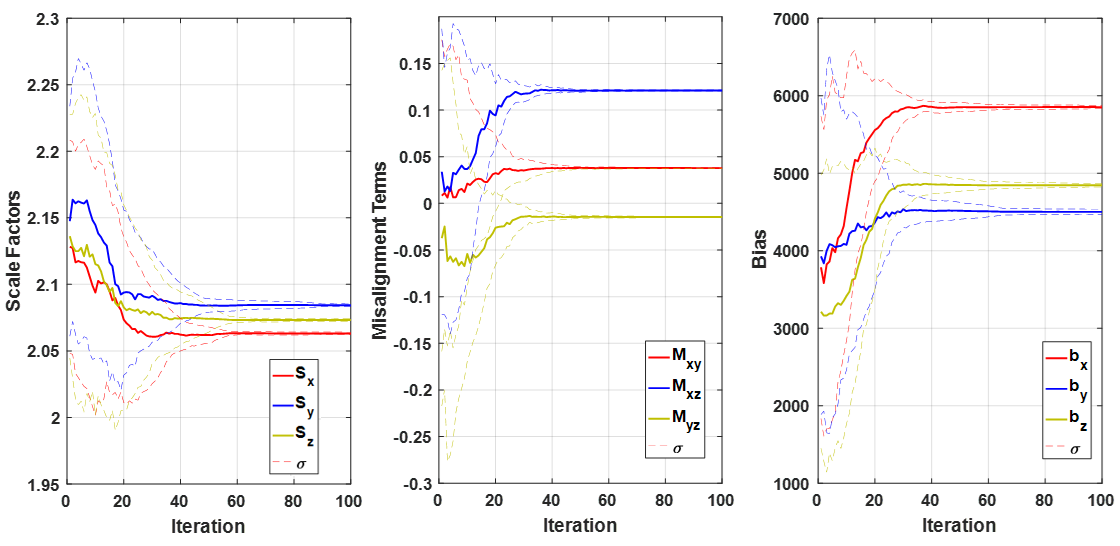 2.3
2.25
2.2
2.15
2.1
2.05
2
1.95
0 20 40 60 80 100
Scale Factors
Iteration
Sx
Sy
Sz
σ
0.15
0.1
0.05
0
-0.05
-0.1
-0.15
-0.2
-0.25
-0.3
0 20 40 60 80 100
Misalignment Terms
Iteration
Mxy
Mxz
Myz
σ
7000
6000
5000
4000
3000
2000
1000
0 20 40 60 80 100
Bias
Iteration
bx
by
bz
σ